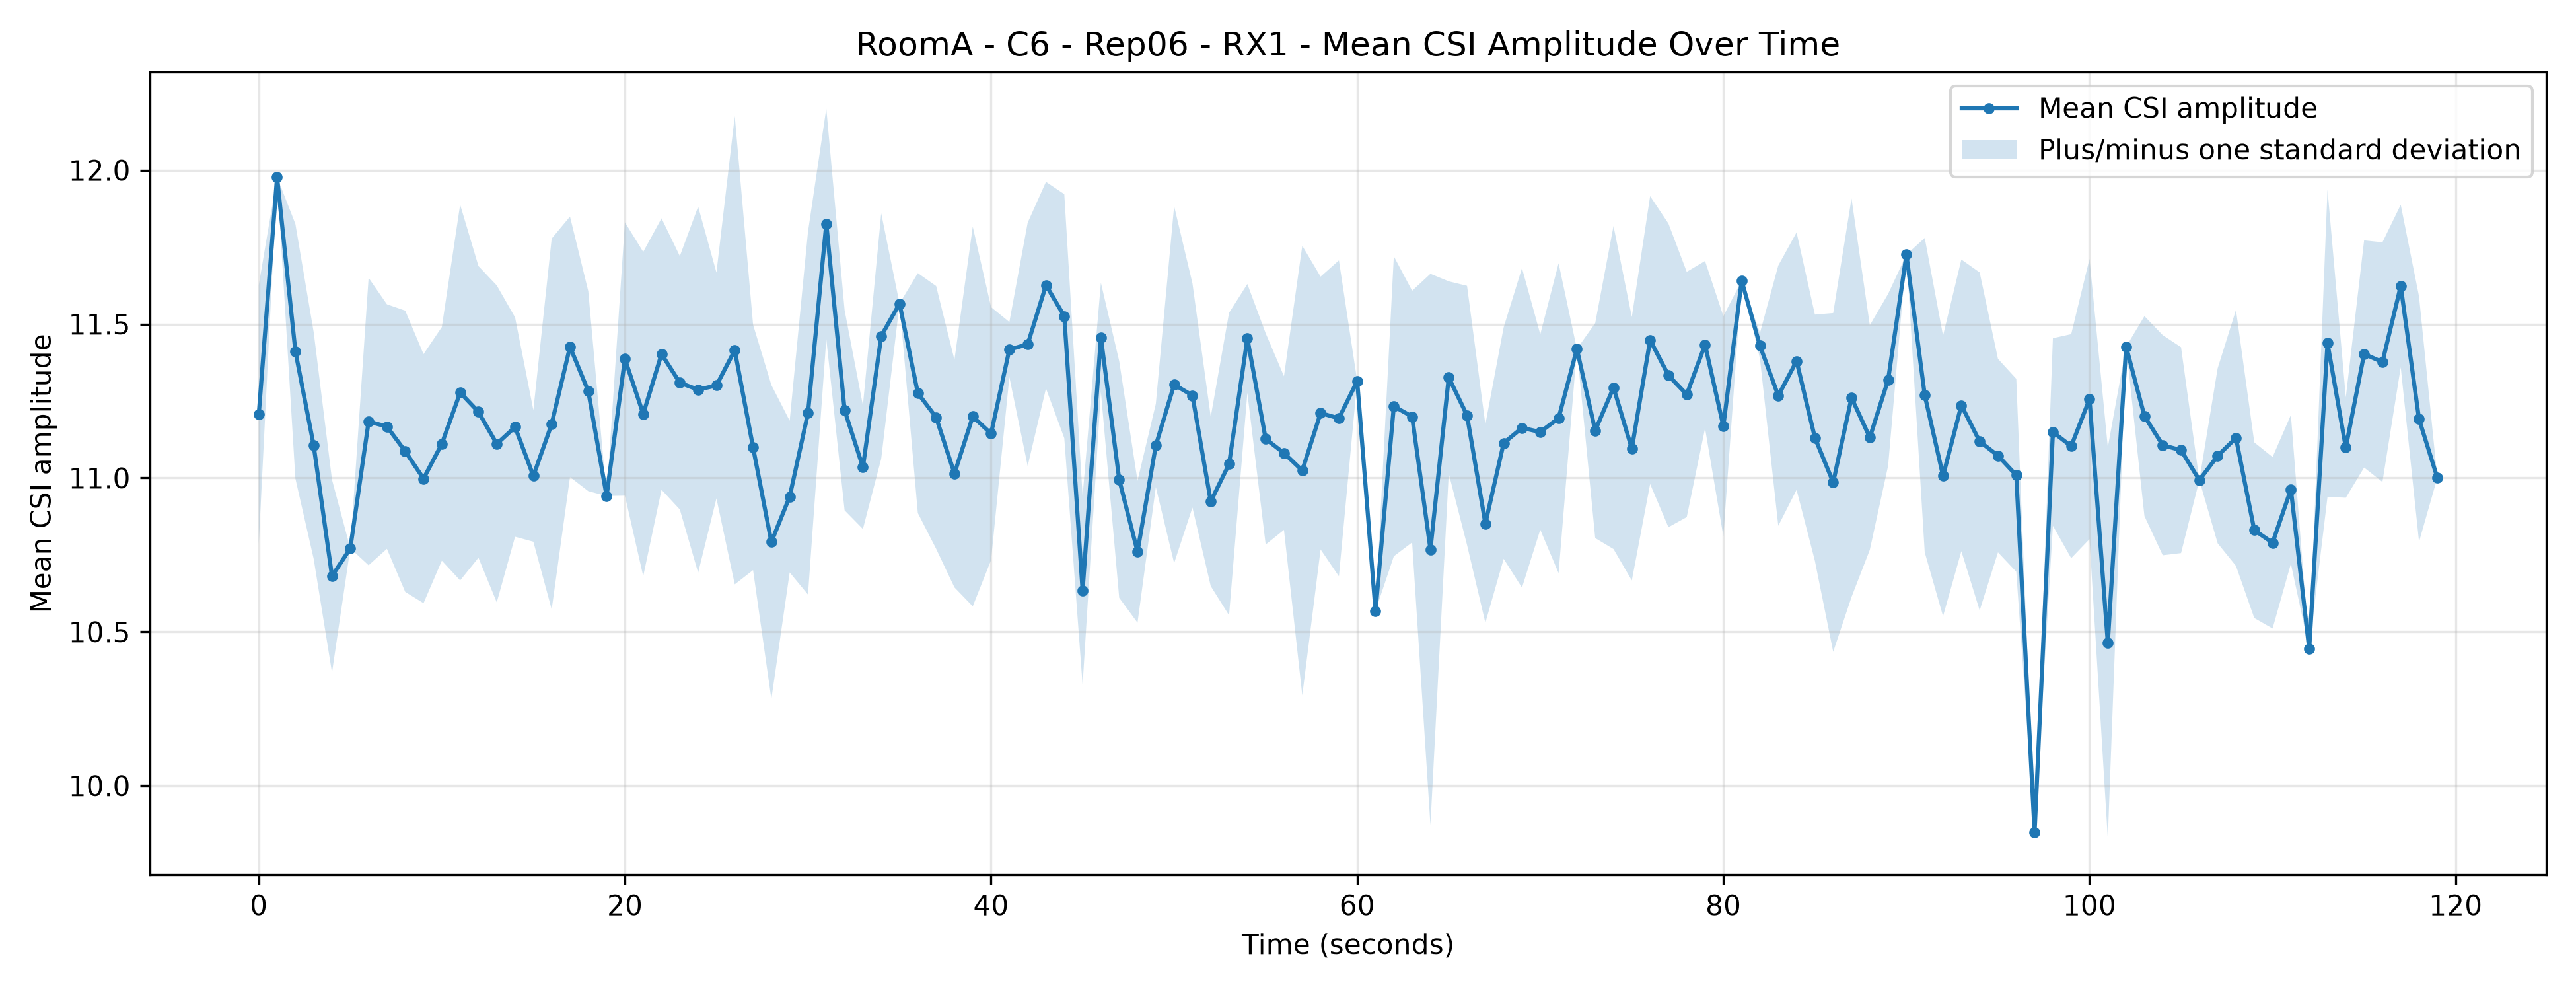 RoomA - C6 - Rep06 - RX1 - Mean CSI Amplitude Over Time
Mean CSI amplitude
Plus/minus one standard deviation
Mean CSI amplitude
12.0
11.5
11.0
10.5
10.0
0 20 40 60 80 100 120
Time (seconds)